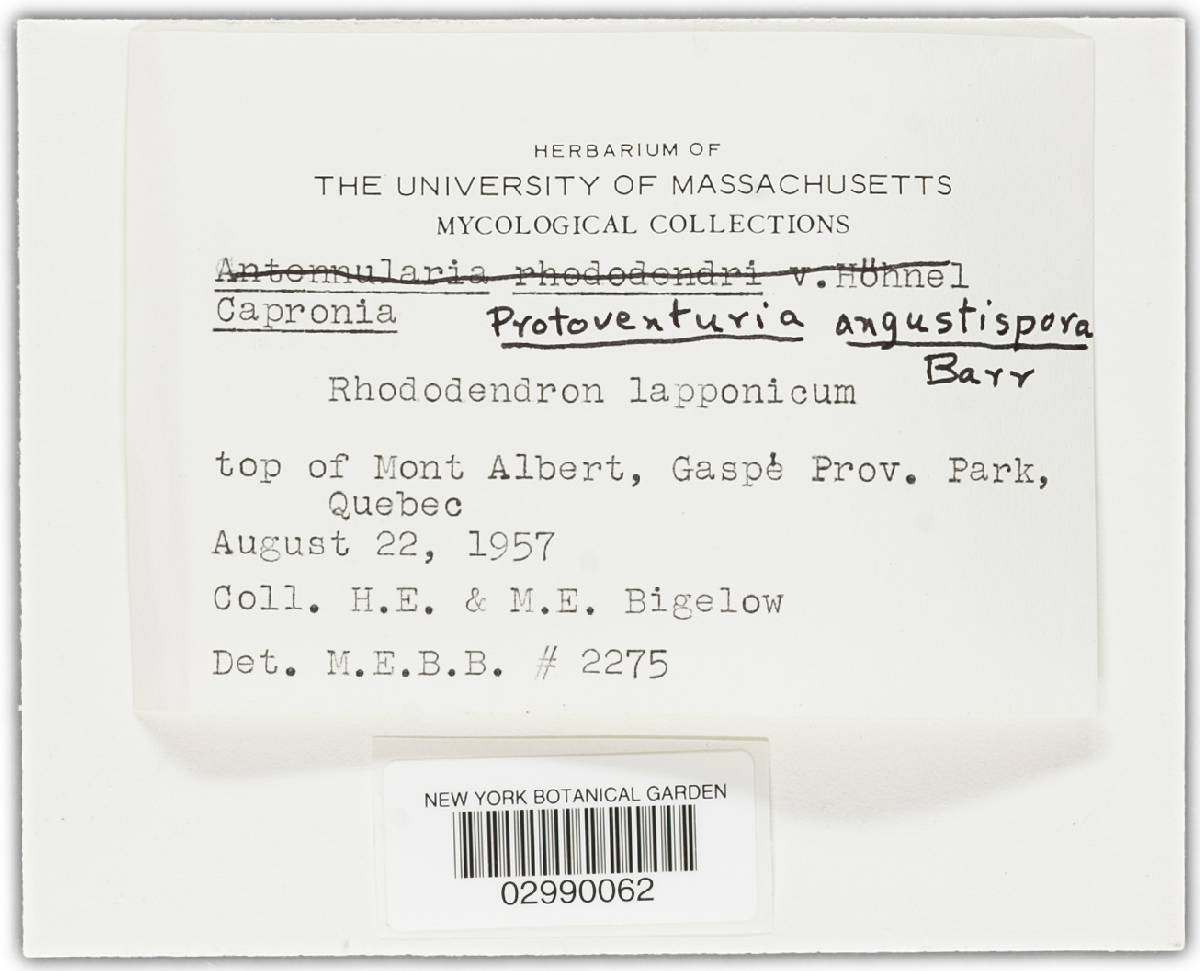 HERBARIUM OF
THE UNIVERSITY OF MASSACHUSETTS
MYCOLOGICAL COLLECTIONS
Antennularia rhododendri v.Höhnel
Capronia Protoventuria angustispora
Barr
Rhododendron lapponicum
top of Mont Albert, Gaspé Prov. Park,
Quebec
August 22, 1957
Coll. H.E. & M.E. Bigelow
Det. M.E.B.B. # 2275
NEW YORK BOTANICAL GARDEN
02990062